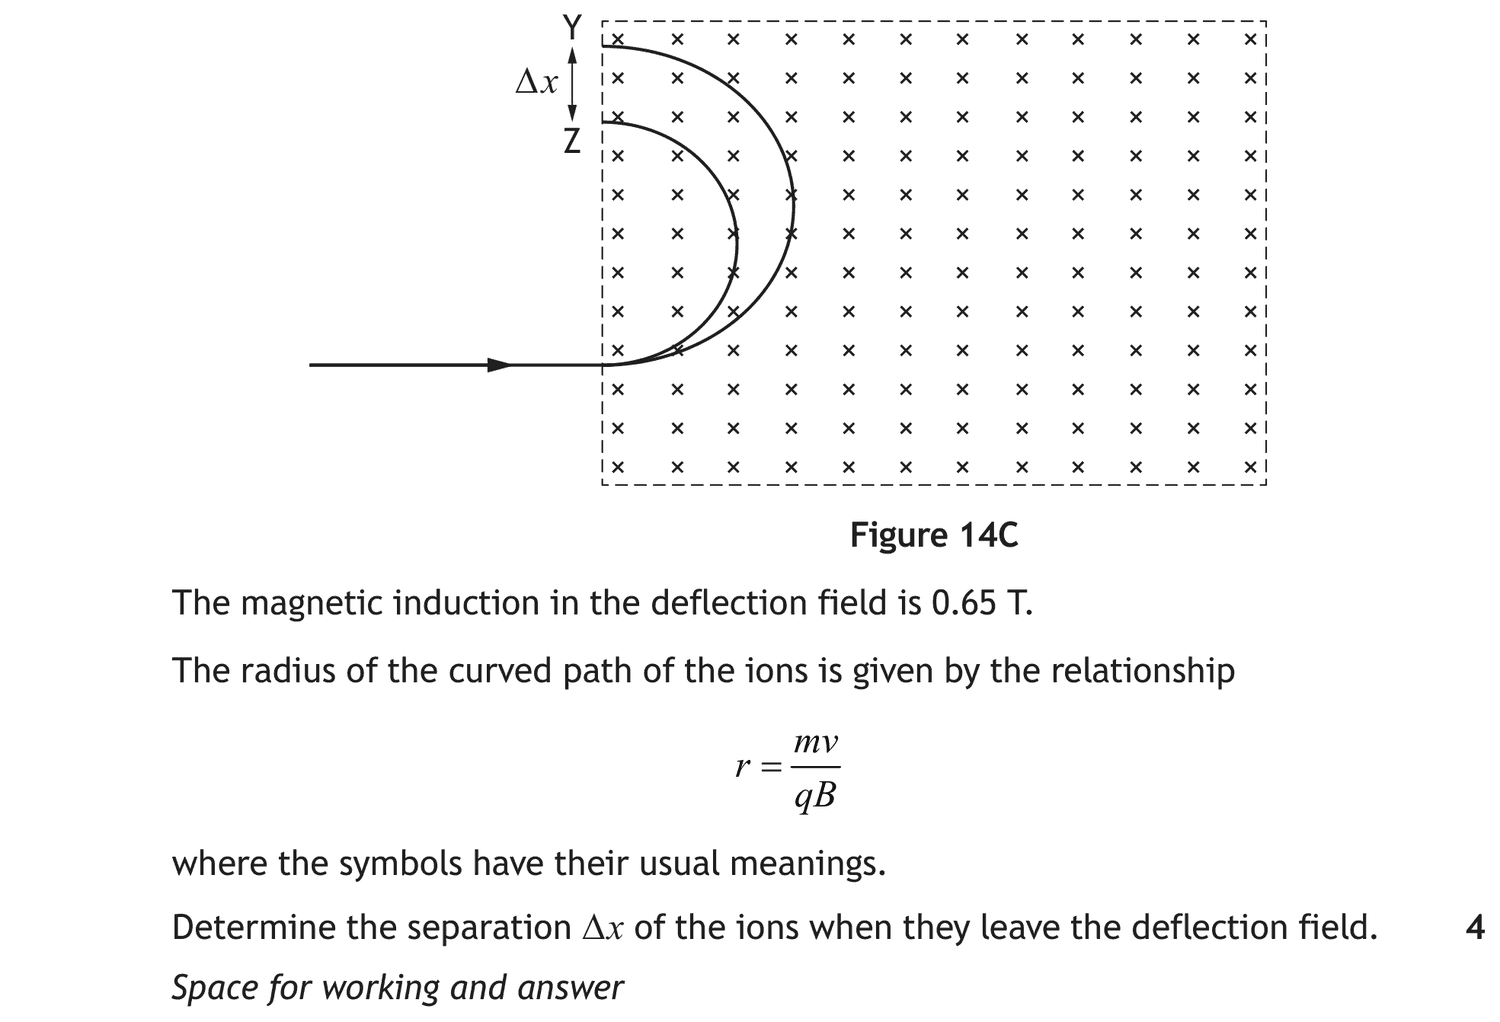 Y
Δx
Z
Figure 14C
The magnetic induction in the deflection field is 0.65 T.
The radius of the curved path of the ions is given by the relationship
r = mv / qB
where the symbols have their usual meanings.
Determine the separation Δx of the ions when they leave the deflection field. 4
Space for working and answer